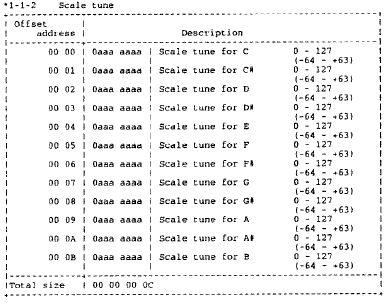 *1-1-2 Scale tune
Offset
address | Description
00 00 | 0aaa aaaa | Scale tune for C 0 - 127
(-64 - +63)
00 01 | 0aaa aaaa | Scale tune for C# 0 - 127
(-64 - +63)
00 02 | 0aaa aaaa | Scale tune for D 0 - 127
(-64 - +63)
00 03 | 0aaa aaaa | Scale tune for D# 0 - 127
(-64 - +63)
00 04 | 0aaa aaaa | Scale tune for E 0 - 127
(-64 - +63)
00 05 | 0aaa aaaa | Scale tune for F 0 - 127
(-64 - +63)
00 06 | 0aaa aaaa | Scale tune for F# 0 - 127
(-64 - +63)
00 07 | 0aaa aaaa | Scale tune for G 0 - 127
(-64 - +63)
00 08 | 0aaa aaaa | Scale tune for G# 0 - 127
(-64 - +63)
00 09 | 0aaa aaaa | Scale tune for A 0 - 127
(-64 - +63)
00 0A | 0aaa aaaa | Scale tune for A# 0 - 127
(-64 - +63)
00 0B | 0aaa aaaa | Scale tune for B 0 - 127
(-64 - +63)
Total size | 00 00 00 0C